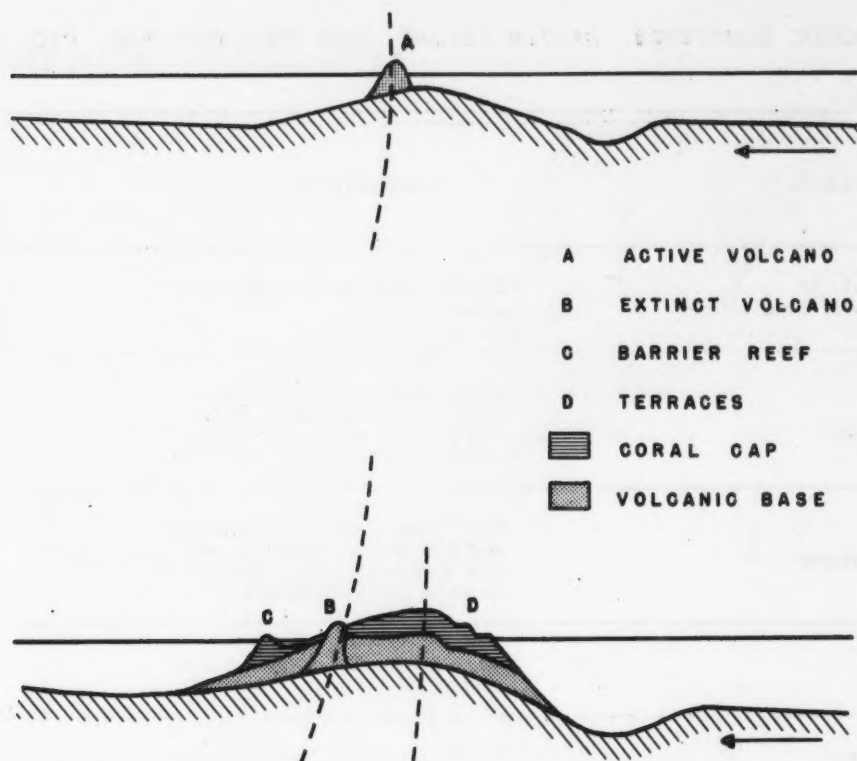 A
A ACTIVE VOLCANO
B EXTINCT VOLCANO
C BARRIER REEF
D TERRACES
CORAL CAP
VOLCANIC BASE
C B D